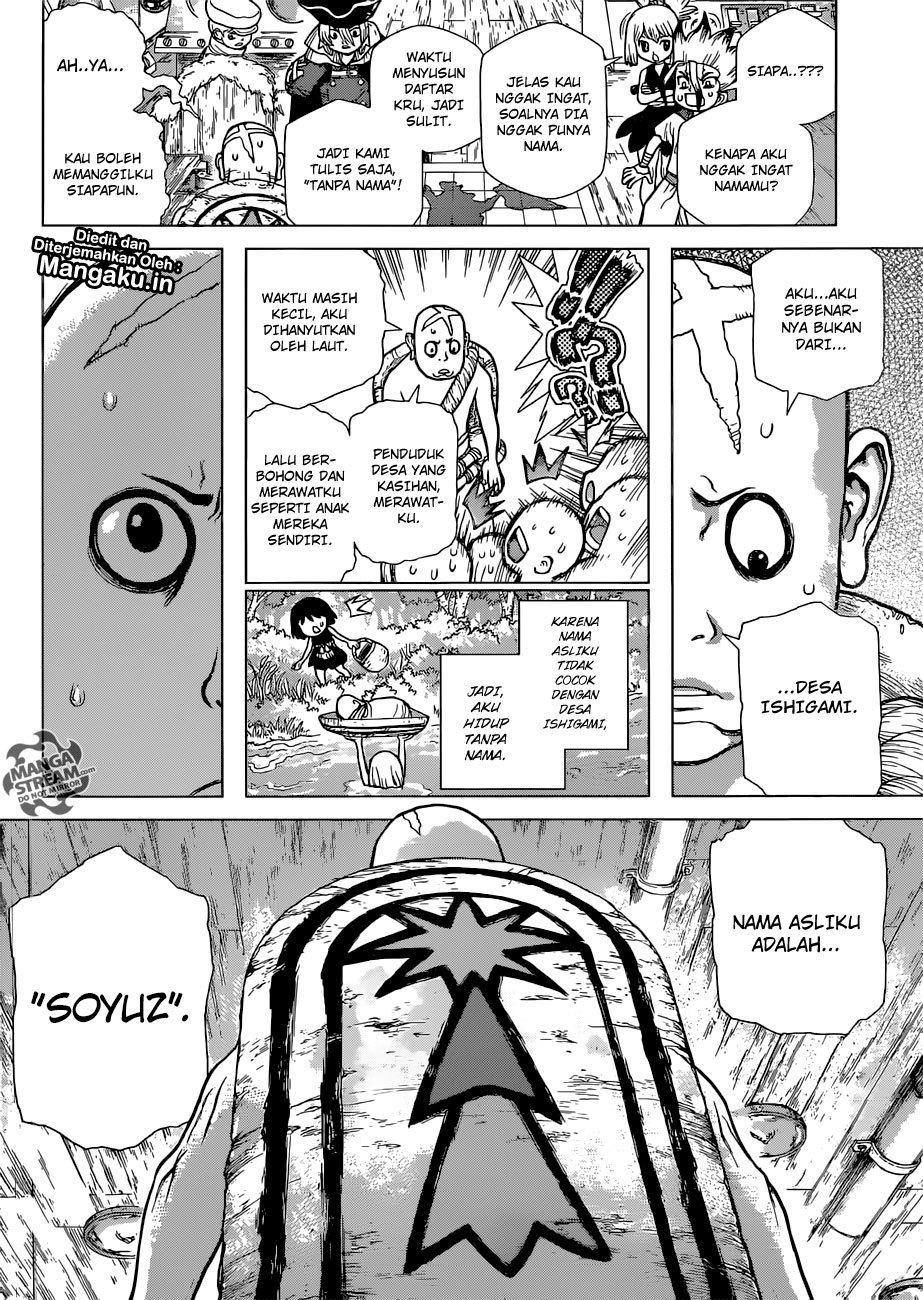 SIAPA..???
KENAPA AKU
NGGAK INGAT
NAMAMU?
JELAS KAU
NGGAK INGAT,
SOALNYA DIA
NGGAK PUNYA
NAMA.
WAKTU
MENYUSUN
DAFTAR
KRU, JADI
SULIT.
JADI KAMI
TULIS SAJA,
"TANPA NAMA"!
AH..YA...
KAU BOLEH
MEMANGGILKU
SIAPAPUN.
Diedit dan
Diterjemahkan Oleh :
Mangaku.in
AKU...AKU
SEBENAR-
NYA BUKAN
DARI...
...DESA
ISHIGAMI.
!!???
WAKTU MASIH
KECIL, AKU
DIHANYUTKAN
OLEH LAUT.
PENDUDUK
DESA YANG
KASIHAN,
MERAWAT-
KU.
LALU BER-
BOHONG DAN
MERAWATKU
SEPERTI ANAK
MEREKA
SENDIRI.
KARENA
NAMA
ASLIKU
TIDAK
COCOK
DENGAN
DESA
ISHIGAMI,
JADI,
AKU
HIDUP
TANPA
NAMA.
MANGA
STREAM.com
DO NOT MIRROR
NAMA ASLIKU
ADALAH...
"SOYUZ".